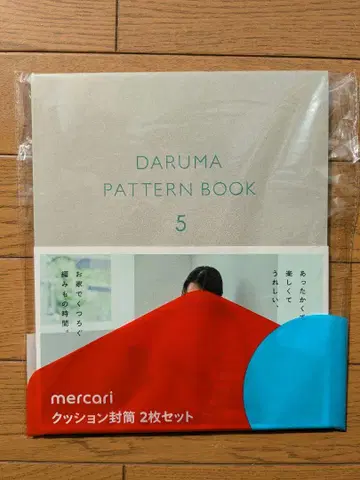 DARUMA
PATTERN BOOK
5
あったかくて
楽しくて
うれしい、
お家でくつろぐ
編みもの時間。
mercari
クッション封筒 2枚セット